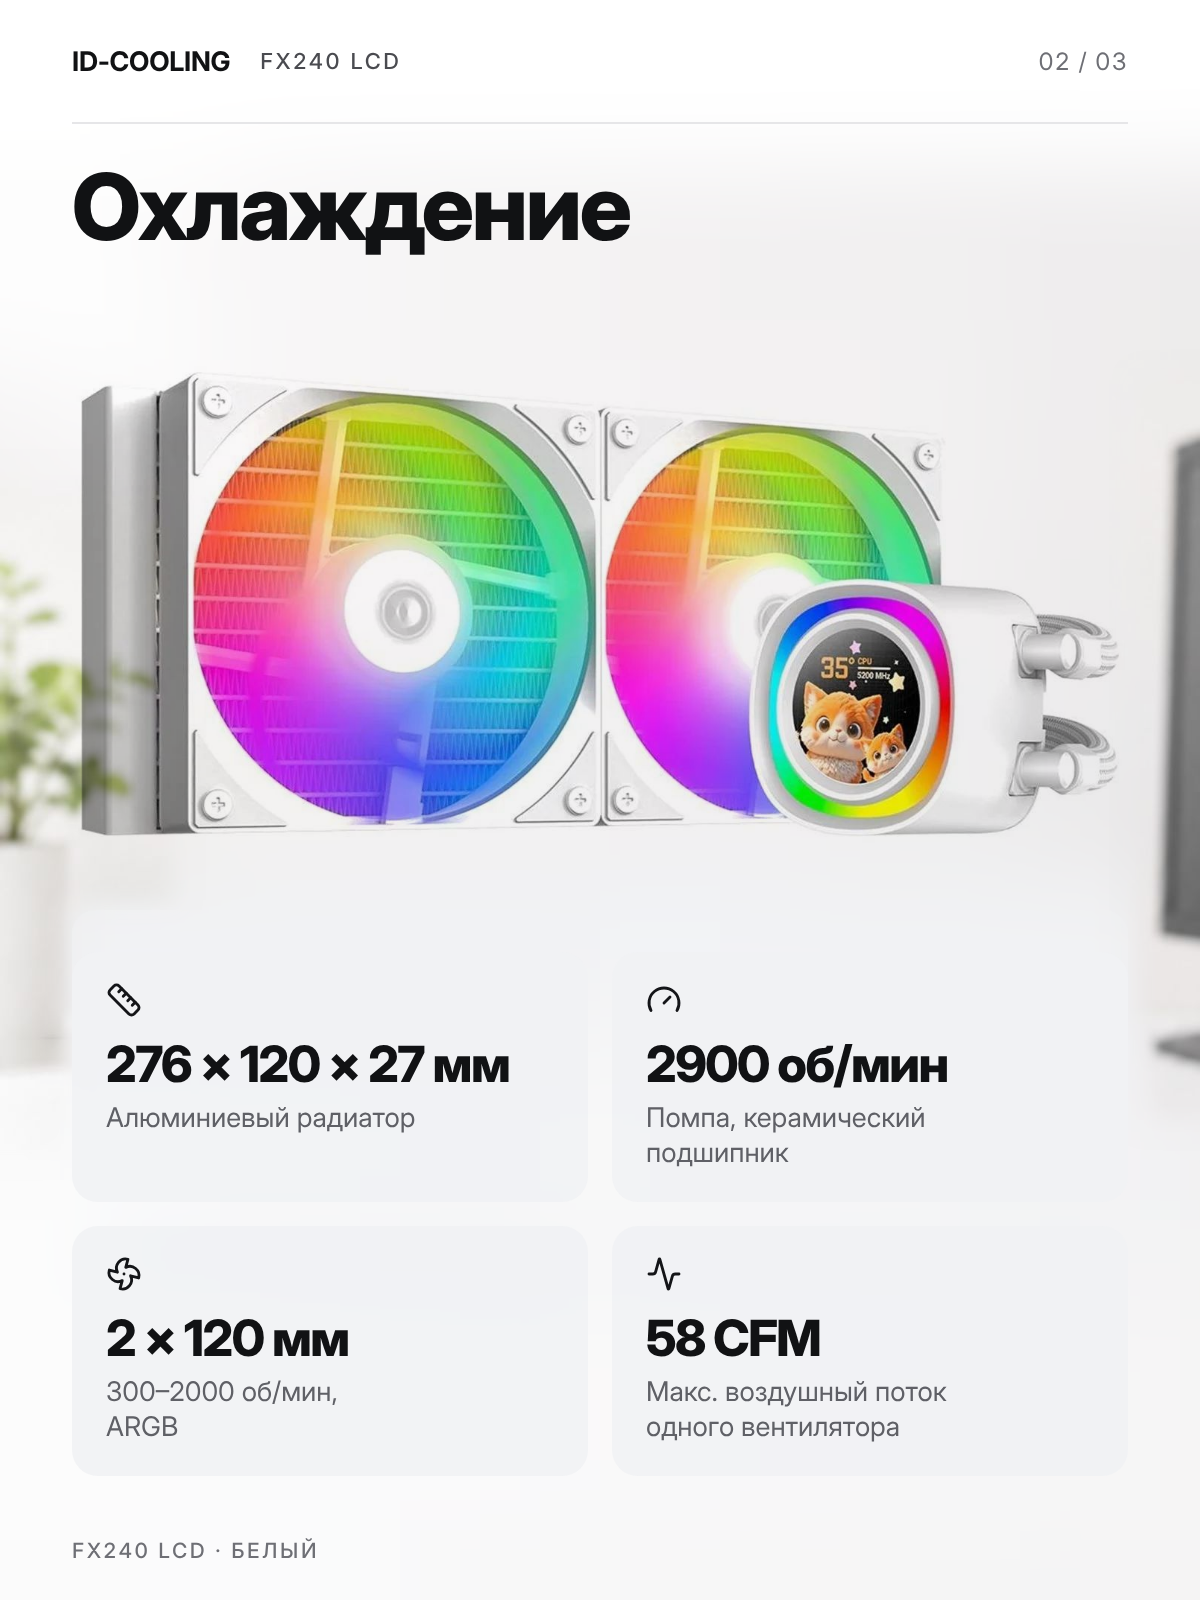 ID-COOLING FX240 LCD 02 / 03
Охлаждение
35° CPU
5200 MHz
276 × 120 × 27 мм
Алюминиевый радиатор
2900 об/мин
Помпа, керамический
подшипник
2 × 120 мм
300–2000 об/мин,
ARGB
58 CFM
Макс. воздушный поток
одного вентилятора
FX240 LCD · БЕЛЫЙ